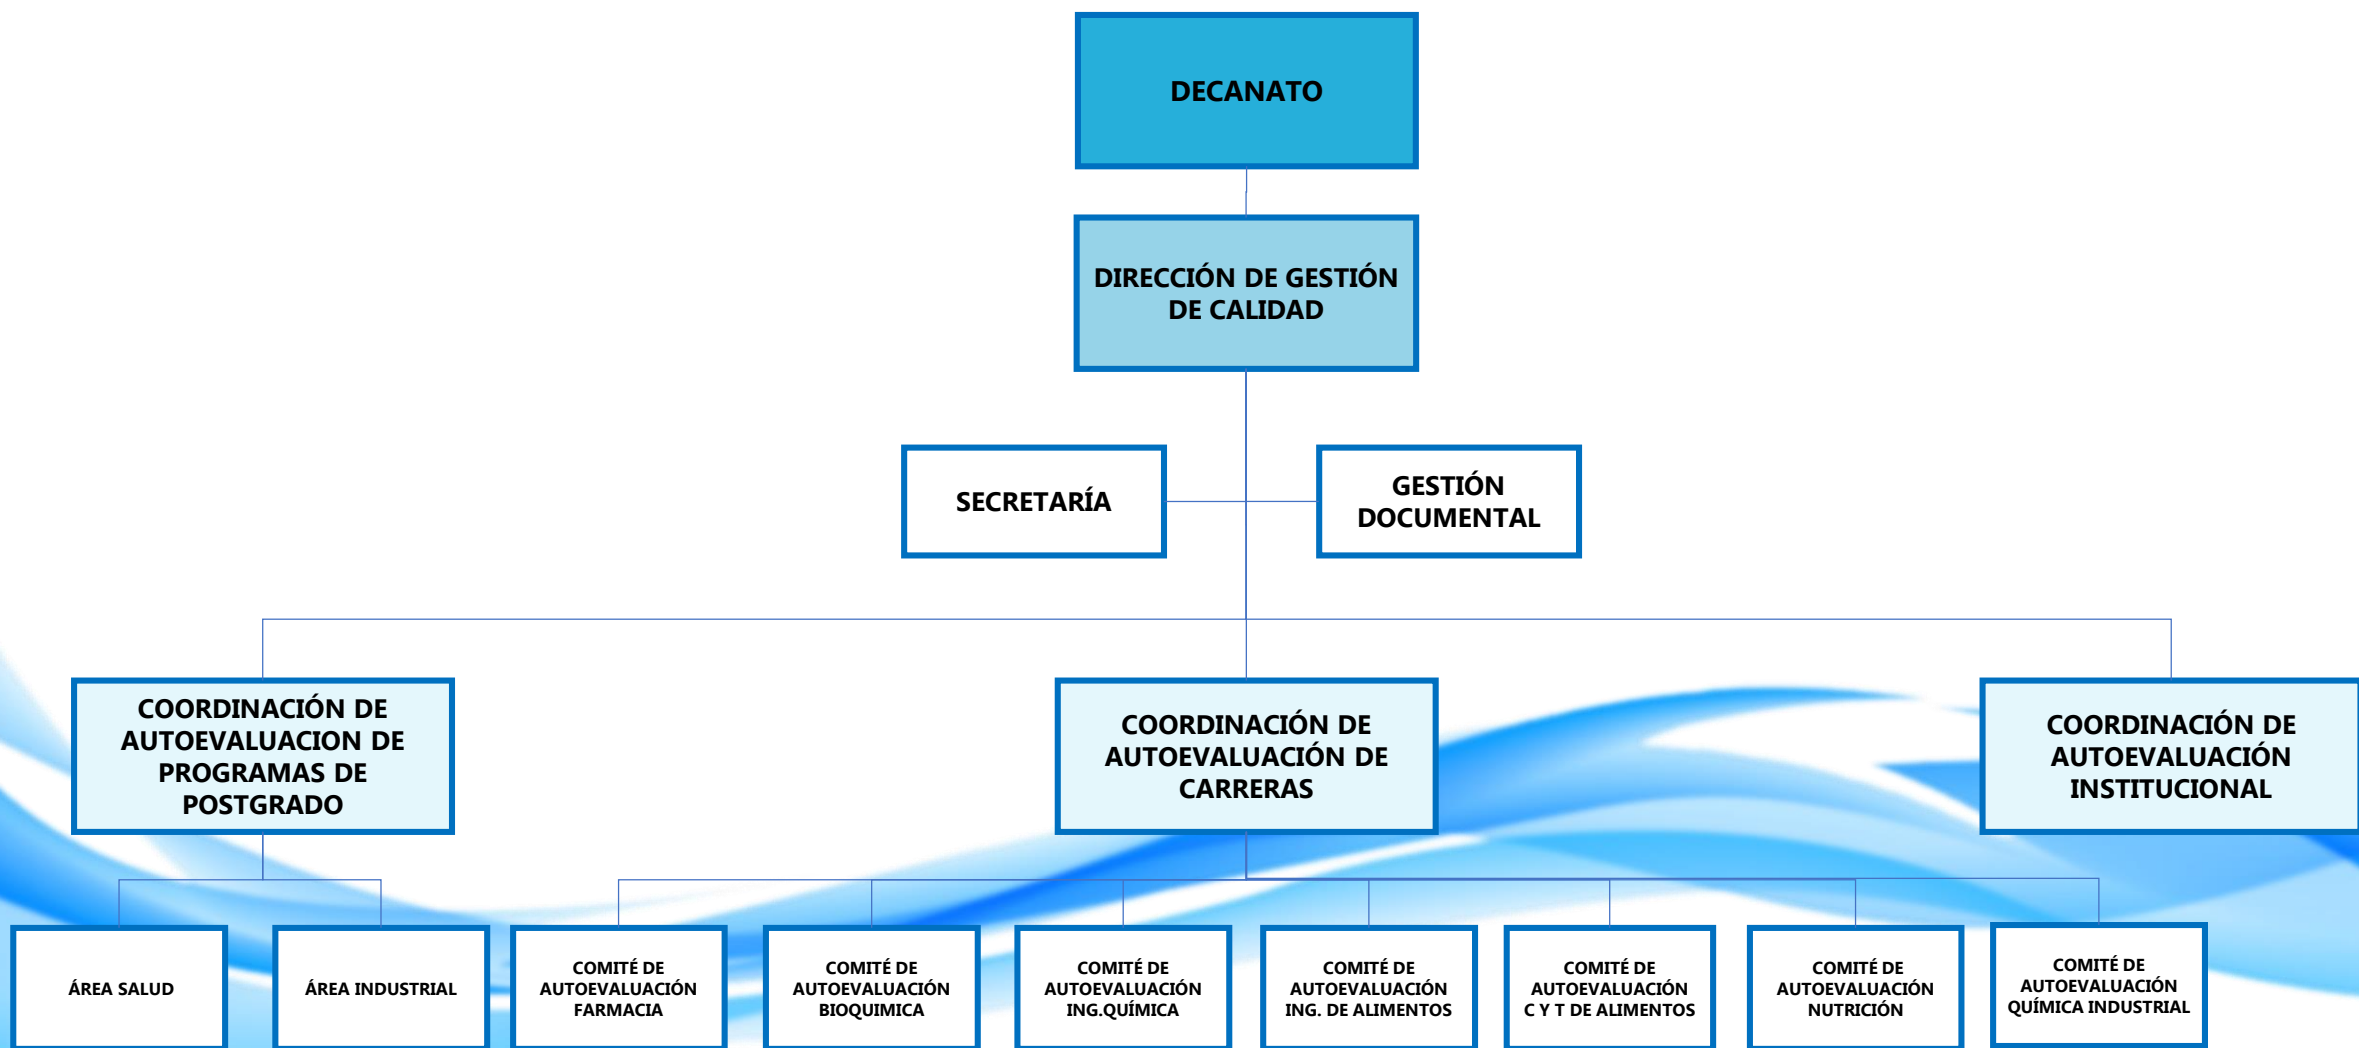 DECANATO
DIRECCIÓN DE GESTIÓN
DE CALIDAD
SECRETARÍA
GESTIÓN
DOCUMENTAL
COORDINACIÓN DE
AUTOEVALUACION DE
PROGRAMAS DE
POSTGRADO
COORDINACIÓN DE
AUTOEVALUACIÓN DE
CARRERAS
COORDINACIÓN DE
AUTOEVALUACIÓN
INSTITUCIONAL
ÁREA SALUD
ÁREA INDUSTRIAL
COMITÉ DE
AUTOEVALUACIÓN
FARMACIA
COMITÉ DE
AUTOEVALUACIÓN
BIOQUIMICA
COMITÉ DE
AUTOEVALUACIÓN
ING.QUÍMICA
COMITÉ DE
AUTOEVALUACIÓN
ING. DE ALIMENTOS
COMITÉ DE
AUTOEVALUACIÓN
C Y T DE ALIMENTOS
COMITÉ DE
AUTOEVALUACIÓN
NUTRICIÓN
COMITÉ DE
AUTOEVALUACIÓN
QUÍMICA INDUSTRIAL